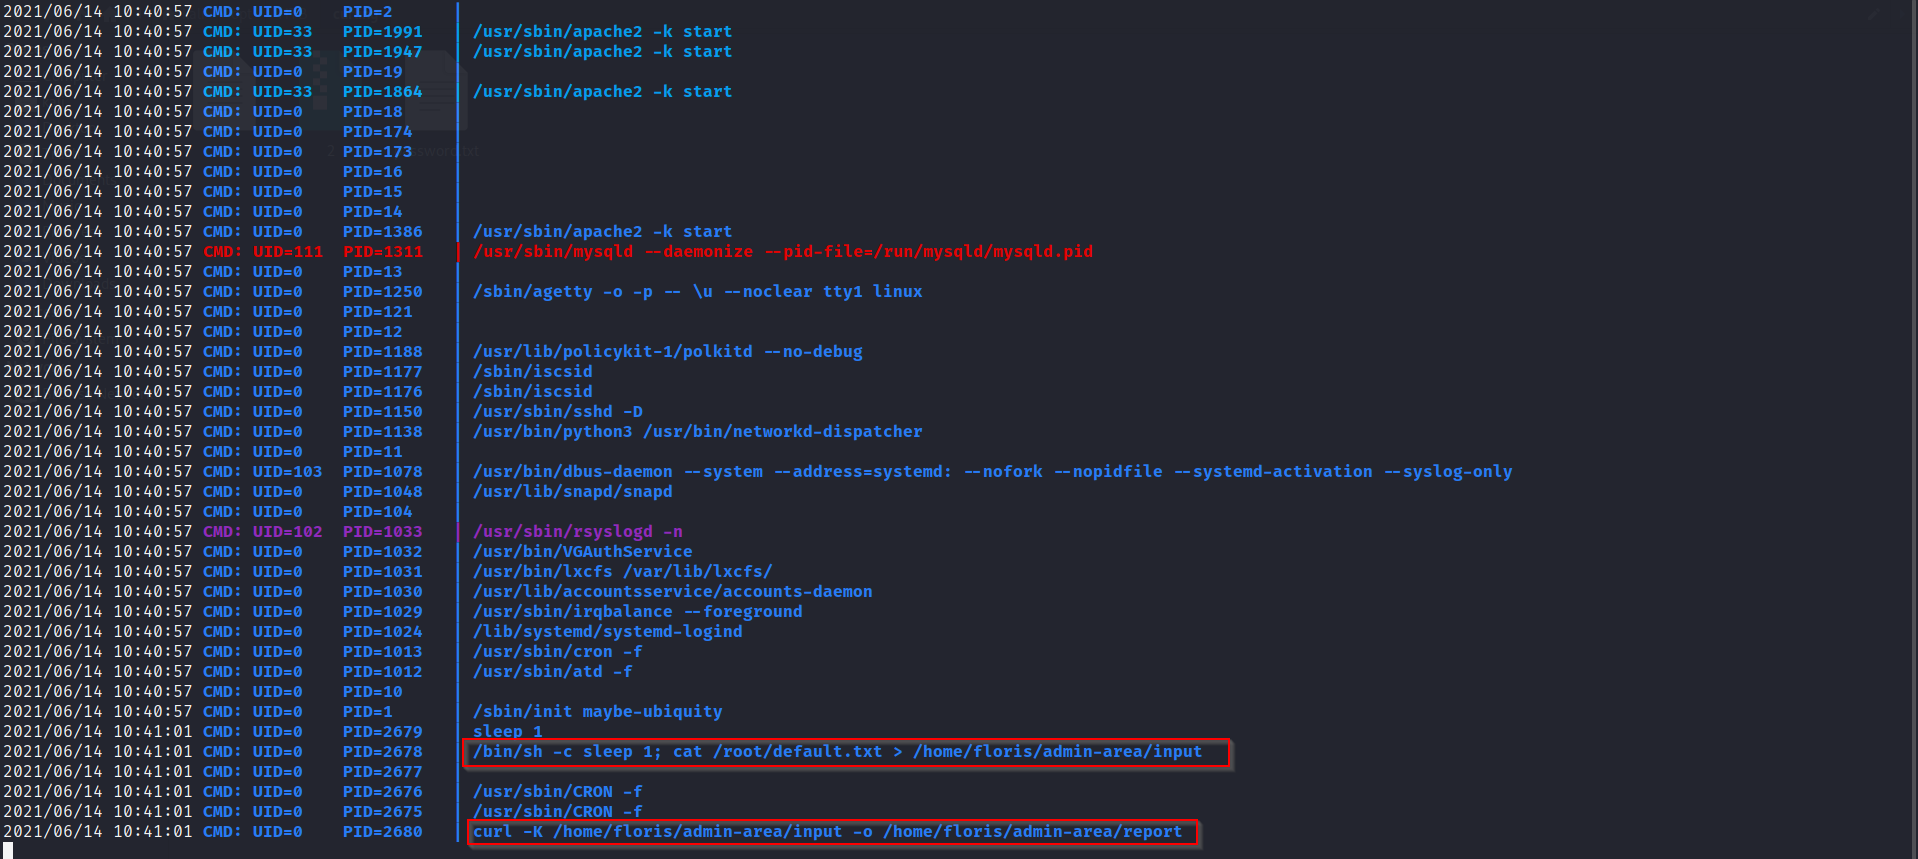 2021/06/14 10:40:57 CMD: UID=0 PID=2 |
2021/06/14 10:40:57 CMD: UID=33 PID=1991 | /usr/sbin/apache2 -k start
2021/06/14 10:40:57 CMD: UID=33 PID=1947 | /usr/sbin/apache2 -k start
2021/06/14 10:40:57 CMD: UID=0 PID=19 |
2021/06/14 10:40:57 CMD: UID=33 PID=1864 | /usr/sbin/apache2 -k start
2021/06/14 10:40:57 CMD: UID=0 PID=18 |
2021/06/14 10:40:57 CMD: UID=0 PID=174 |
2021/06/14 10:40:57 CMD: UID=0 PID=173 |
2021/06/14 10:40:57 CMD: UID=0 PID=16 |
2021/06/14 10:40:57 CMD: UID=0 PID=15 |
2021/06/14 10:40:57 CMD: UID=0 PID=14 |
2021/06/14 10:40:57 CMD: UID=0 PID=1386 | /usr/sbin/apache2 -k start
2021/06/14 10:40:57 CMD: UID=111 PID=1311 | /usr/sbin/mysqld --daemonize --pid-file=/run/mysqld/mysqld.pid
2021/06/14 10:40:57 CMD: UID=0 PID=13 |
2021/06/14 10:40:57 CMD: UID=0 PID=1250 | /sbin/agetty -o -p -- \u --noclear tty1 linux
2021/06/14 10:40:57 CMD: UID=0 PID=121 |
2021/06/14 10:40:57 CMD: UID=0 PID=12 |
2021/06/14 10:40:57 CMD: UID=0 PID=1188 | /usr/lib/policykit-1/polkitd --no-debug
2021/06/14 10:40:57 CMD: UID=0 PID=1177 | /sbin/iscsid
2021/06/14 10:40:57 CMD: UID=0 PID=1176 | /sbin/iscsid
2021/06/14 10:40:57 CMD: UID=0 PID=1150 | /usr/sbin/sshd -D
2021/06/14 10:40:57 CMD: UID=0 PID=1138 | /usr/bin/python3 /usr/bin/networkd-dispatcher
2021/06/14 10:40:57 CMD: UID=0 PID=11 |
2021/06/14 10:40:57 CMD: UID=103 PID=1078 | /usr/bin/dbus-daemon --system --address=systemd: --nofork --nopidfile --systemd-activation --syslog-only
2021/06/14 10:40:57 CMD: UID=0 PID=1048 | /usr/lib/snapd/snapd
2021/06/14 10:40:57 CMD: UID=0 PID=104 |
2021/06/14 10:40:57 CMD: UID=102 PID=1033 | /usr/sbin/rsyslogd -n
2021/06/14 10:40:57 CMD: UID=0 PID=1032 | /usr/bin/VGAuthService
2021/06/14 10:40:57 CMD: UID=0 PID=1031 | /usr/bin/lxcfs /var/lib/lxcfs/
2021/06/14 10:40:57 CMD: UID=0 PID=1030 | /usr/lib/accountsservice/accounts-daemon
2021/06/14 10:40:57 CMD: UID=0 PID=1029 | /usr/sbin/irqbalance --foreground
2021/06/14 10:40:57 CMD: UID=0 PID=1024 | /lib/systemd/systemd-logind
2021/06/14 10:40:57 CMD: UID=0 PID=1013 | /usr/sbin/cron -f
2021/06/14 10:40:57 CMD: UID=0 PID=1012 | /usr/sbin/atd -f
2021/06/14 10:40:57 CMD: UID=0 PID=10 |
2021/06/14 10:40:57 CMD: UID=0 PID=1 | /sbin/init maybe-ubiquity
2021/06/14 10:41:01 CMD: UID=0 PID=2679 | sleep 1
2021/06/14 10:41:01 CMD: UID=0 PID=2678 | /bin/sh -c sleep 1; cat /root/default.txt > /home/floris/admin-area/input
2021/06/14 10:41:01 CMD: UID=0 PID=2677 |
2021/06/14 10:41:01 CMD: UID=0 PID=2676 | /usr/sbin/CRON -f
2021/06/14 10:41:01 CMD: UID=0 PID=2675 | /usr/sbin/CRON -f
2021/06/14 10:41:01 CMD: UID=0 PID=2680 | curl -K /home/floris/admin-area/input -o /home/floris/admin-area/report